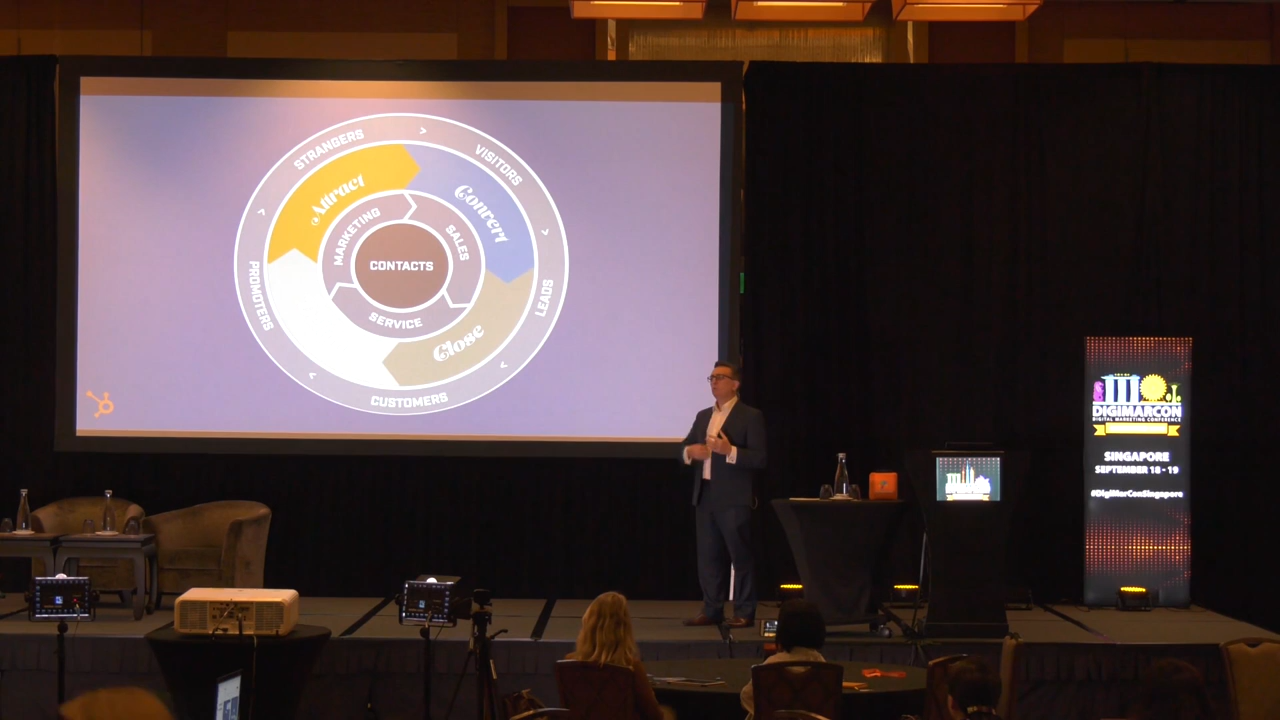 STRANGERS
>
VISITORS
>
Attract
Convert
MARKETING
SALES
CONTACTS
PROMOTERS
LEADS
SERVICE
Close
>
>
CUSTOMERS
>
DIGIMARCON
DIGITAL MARKETING CONFERENCE
SINGAPORE
SEPTEMBER 18 - 19
#DigiMarConSingapore